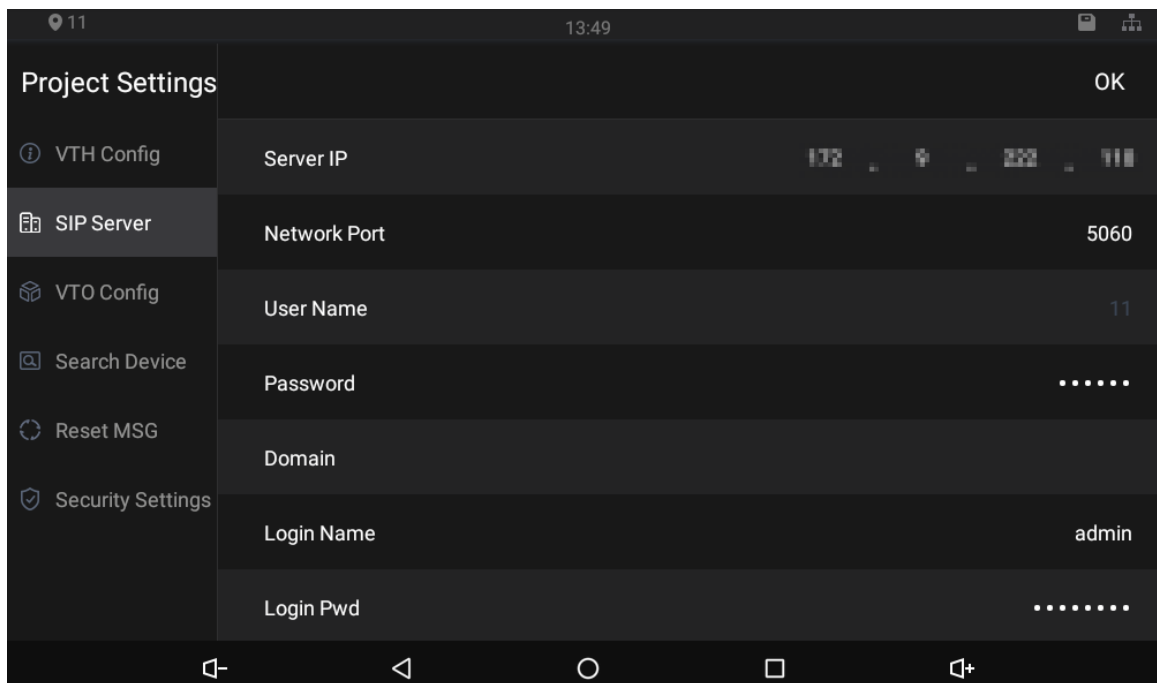 11 13:49
Project Settings OK
VTH Config
Server IP
SIP Server
Network Port 5060
VTO Config
User Name 11
Search Device
Password ••••••
Reset MSG
Domain
Security Settings
Login Name admin
Login Pwd ••••••••